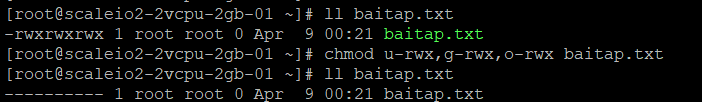 [root@scaleio2-2vcpu-2gb-01 ~]# ll baitap.txt
-rwxrwxrwx 1 root root 0 Apr  9 00:21 baitap.txt
[root@scaleio2-2vcpu-2gb-01 ~]# chmod u-rwx,g-rwx,o-rwx baitap.txt
[root@scaleio2-2vcpu-2gb-01 ~]# ll baitap.txt
---------- 1 root root 0 Apr  9 00:21 baitap.txt